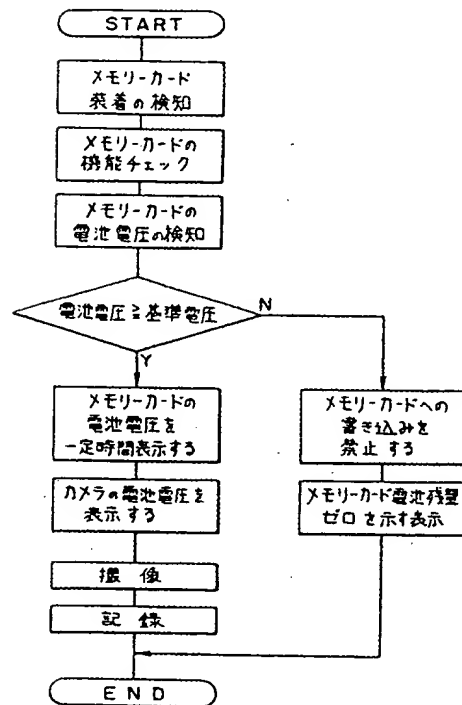 START
メモリーカード
装着の検知
メモリーカードの
機能チェック
メモリーカードの
電池電圧の検知
電池電圧≧基準電圧
N
Y
メモリーカードの
電池電圧を
一定時間表示する
メモリーカードへの
書き込みを
禁止する
カメラの電池電圧を
表示する
メモリーカード電池残量
ゼロを示す表示
撮像
記録
END